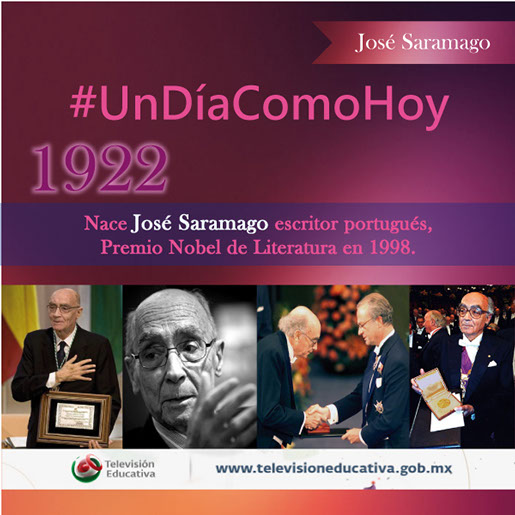 José Saramago
#UnDíaComoHoy
1922
Nace José Saramago escritor portugués,
Premio Nobel de Literatura en 1998.
Televisión
Educativa
www.televisioneducativa.gob.mx